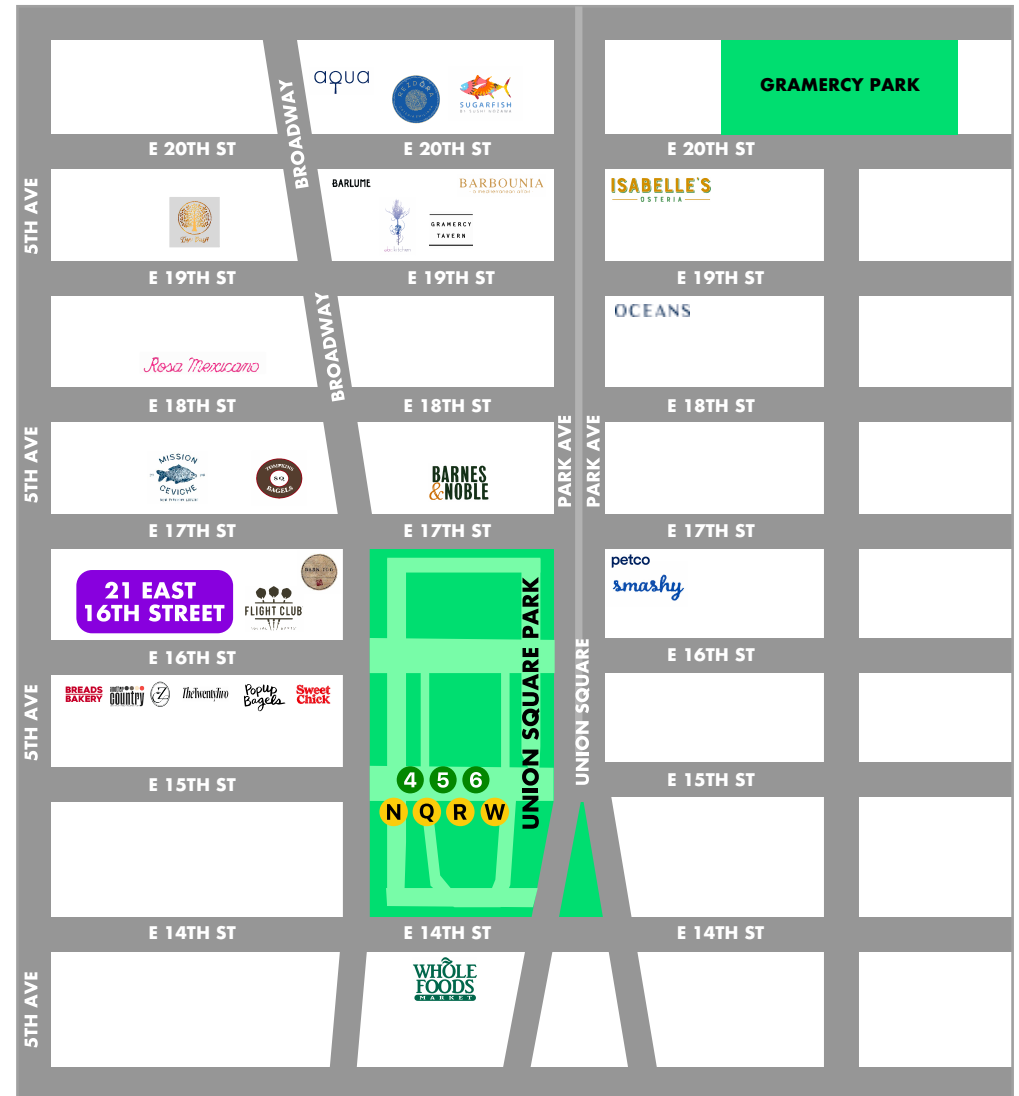 aqua
REZDÔRA
SUGARFISH
BY SUSHI NOZAWA
GRAMERCY PARK
E 20TH ST
E 20TH ST
E 20TH ST
BROADWAY
5TH AVE
BARLUME
BARBOUNIA
GRAMERCY
TAVERN
ISABELLE'S
OSTERIA
E 19TH ST
E 19TH ST
E 19TH ST
BROADWAY
OCEANS
Rosa Mexicano
E 18TH ST
E 18TH ST
E 18TH ST
5TH AVE
PARK AVE
PARK AVE
MISSION
CEVICHE
TOMPKINS
SQ
BAGELS
BARNES
&NOBLE
E 17TH ST
E 17TH ST
E 17TH ST
21 EAST
16TH STREET
FLIGHT CLUB
petco
smashy
UNION SQUARE PARK
UNION SQUARE
E 16TH ST
E 16TH ST
5TH AVE
BREADS
BAKERY
country
Z
TheTwentyTwo
PopUp
Bagels
Sweet
Chick
E 15TH ST
E 15TH ST
4 5 6
N Q R W
E 14TH ST
E 14TH ST
E 14TH ST
5TH AVE
WHOLE
FOODS
MARKET